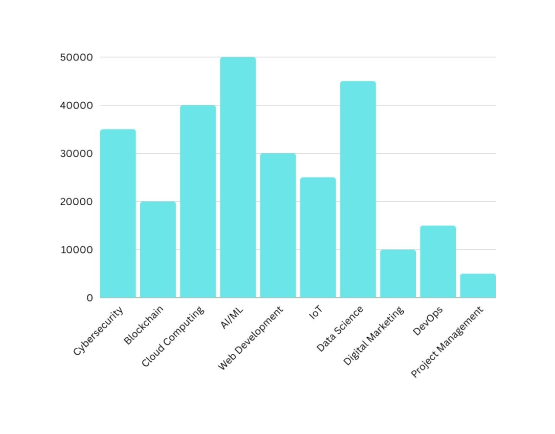 50000
40000
30000
20000
10000
0
Cybersecurity
Blockchain
Cloud Computing
AI/ML
Web Development
IoT
Data Science
Digital Marketing
DevOps
Project Management